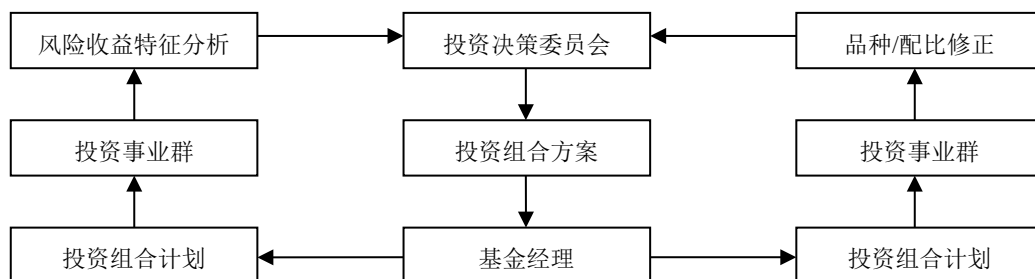 风险收益特征分析
投资决策委员会
品种/配比修正
投资事业群
投资组合方案
投资事业群
投资组合计划
基金经理
投资组合计划